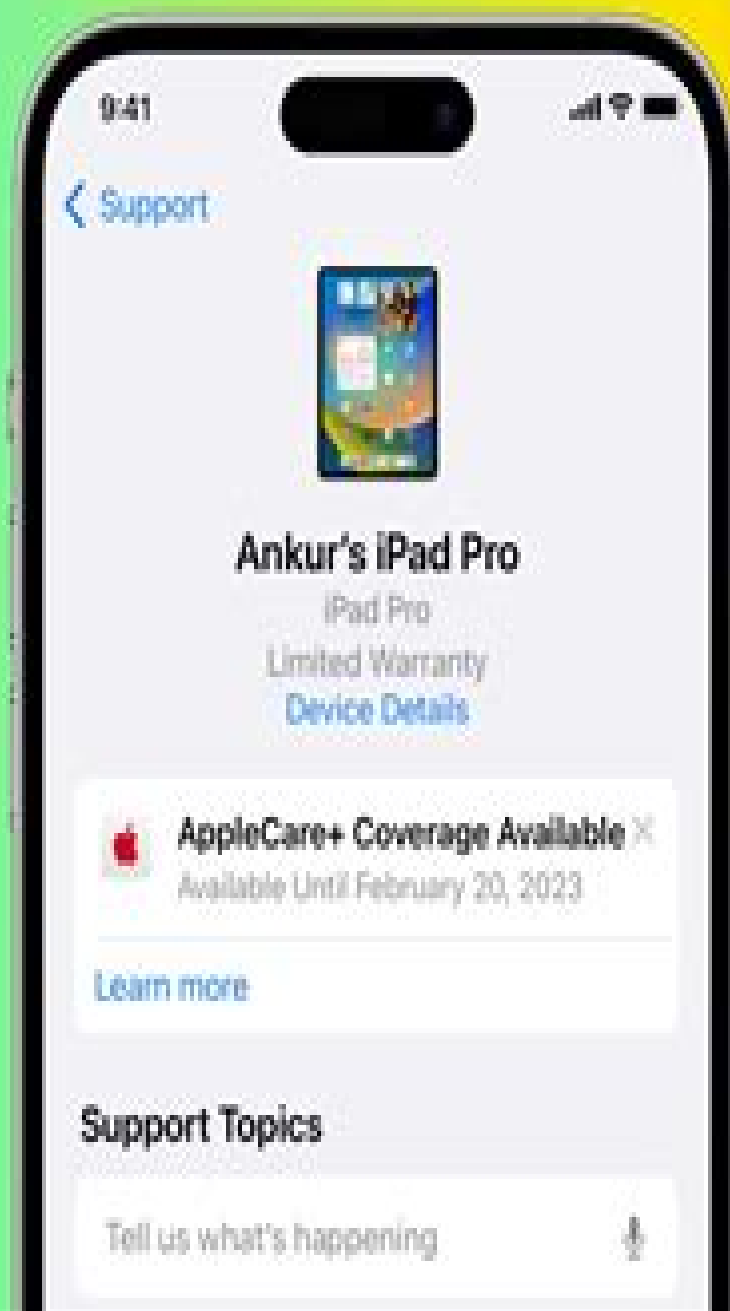 9:41
Support
Ankur's iPad Pro
iPad Pro
Limited Warranty
Device Details
AppleCare+ Coverage Available
Available Until February 20, 2023
Learn more
Support Topics
Tell us what's happening